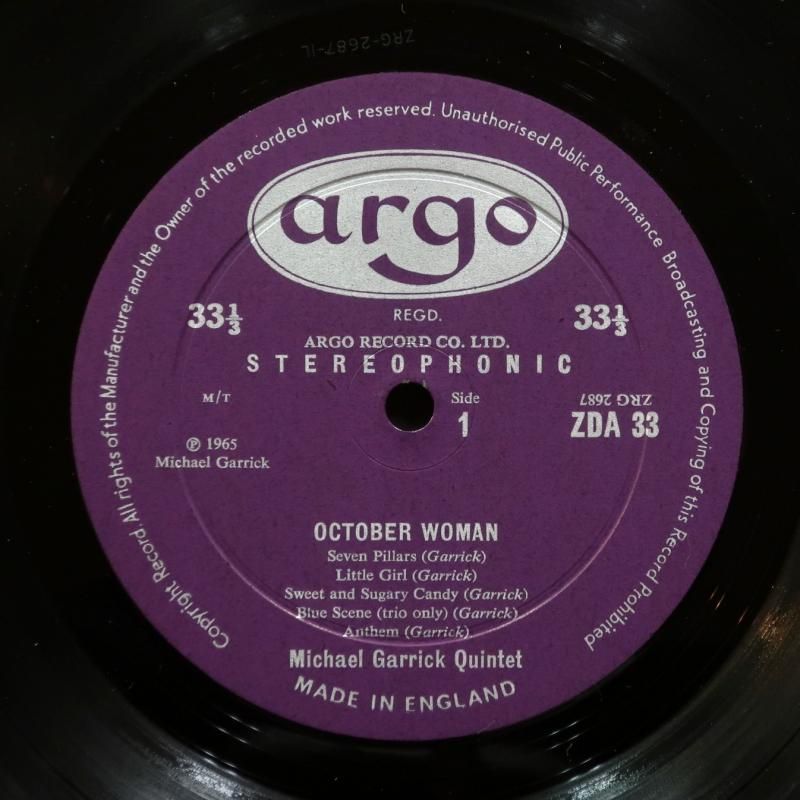 ZRG-2687-1L
Copyright Record. All rights of the Manufacturer and the Owner of the recorded work reserved. Unauthorised Public Performance Broadcasting and Copying of this Record Prohibited
argo
33⅓
33⅓
REGD.
ARGO RECORD CO. LTD.
STEREOPHONIC
M/T
Side
1
ZRG 2687
ZDA 33
℗ 1965
Michael Garrick
OCTOBER WOMAN
Seven Pillars (Garrick)
Little Girl (Garrick)
Sweet and Sugary Candy (Garrick)
Blue Scene (trio only) (Garrick)
Anthem (Garrick)
Michael Garrick Quintet
MADE IN ENGLAND